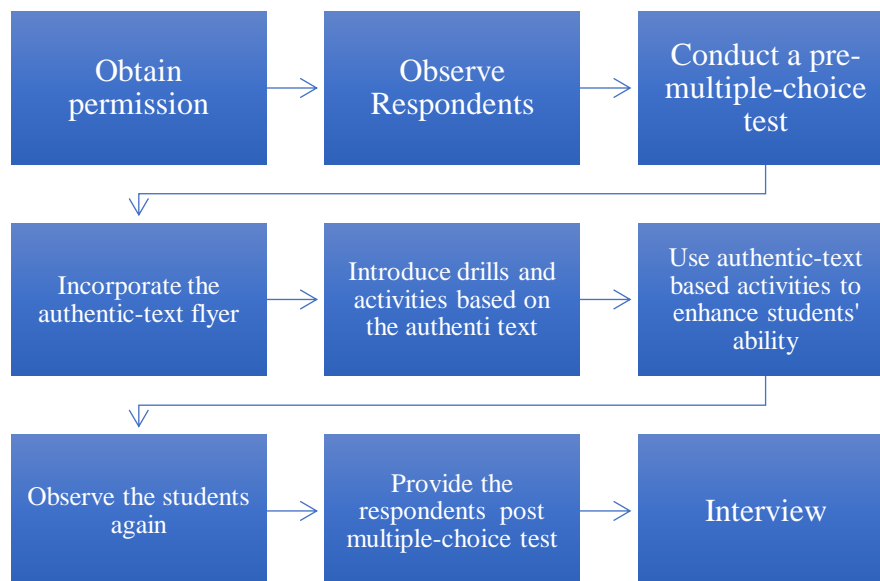 Obtain
permission
Observe
Respondents
Conduct a pre-
multiple-choice
test
Incorporate the
authentic-text flyer
Introduce drills and
activities based on
the authenti text
Use authentic-text
based activities to
enhance students'
ability
Observe the students
again
Provide the
respondents  post
multiple-choice test
Interview